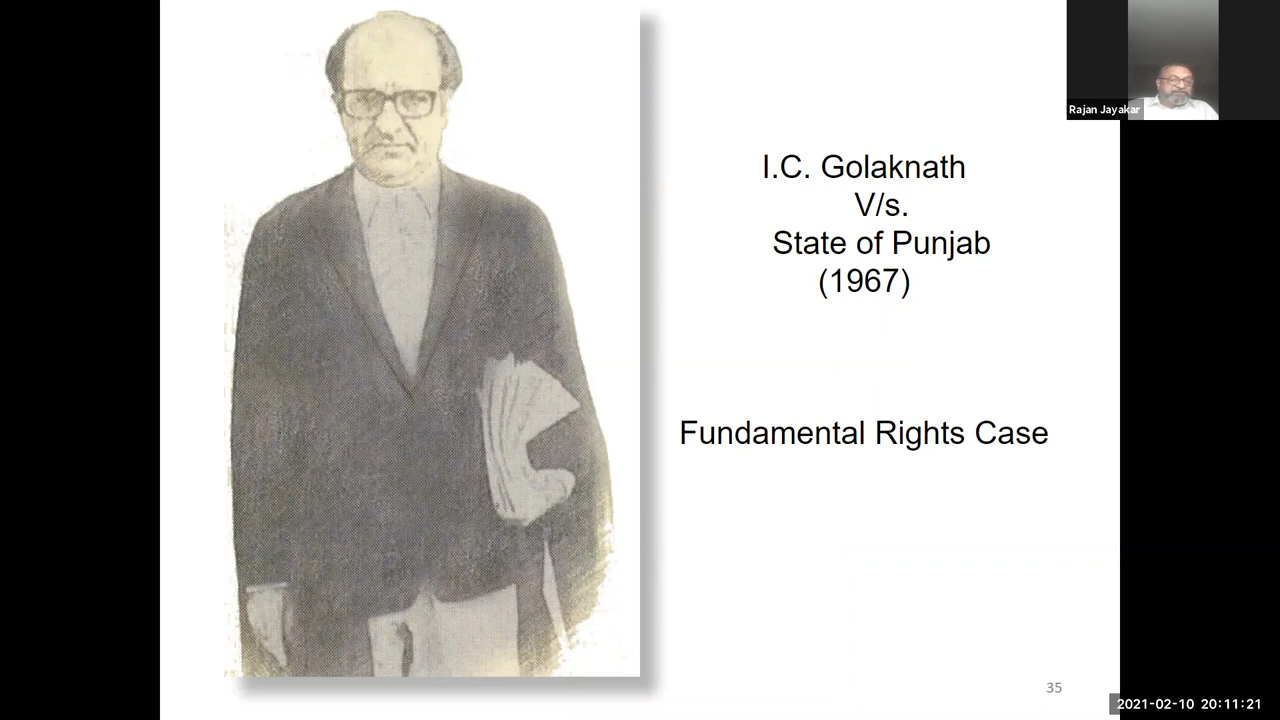 Rajan Jayakar
I.C. Golaknath
V/s.
State of Punjab
(1967)
Fundamental Rights Case
35
2021-02-10 20:11:21